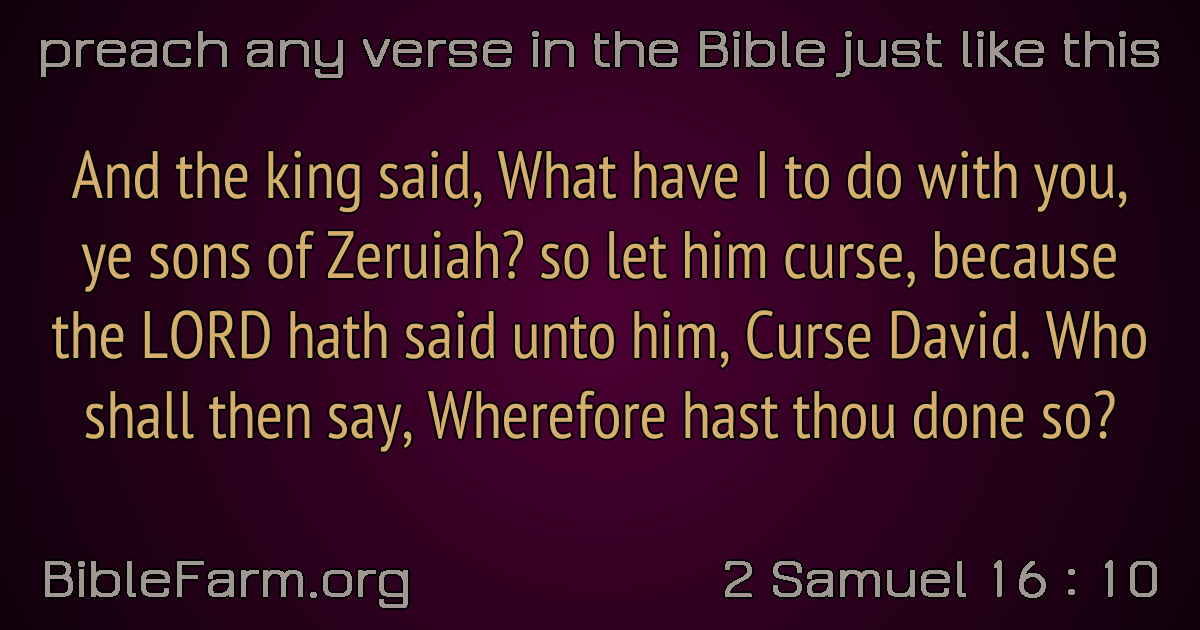 preach any verse in the Bible just like this
And the king said, What have I to do with you,
ye sons of Zeruiah? so let him curse, because
the LORD hath said unto him, Curse David. Who
shall then say, Wherefore hast thou done so?
BibleFarm.org
2 Samuel 16 : 10